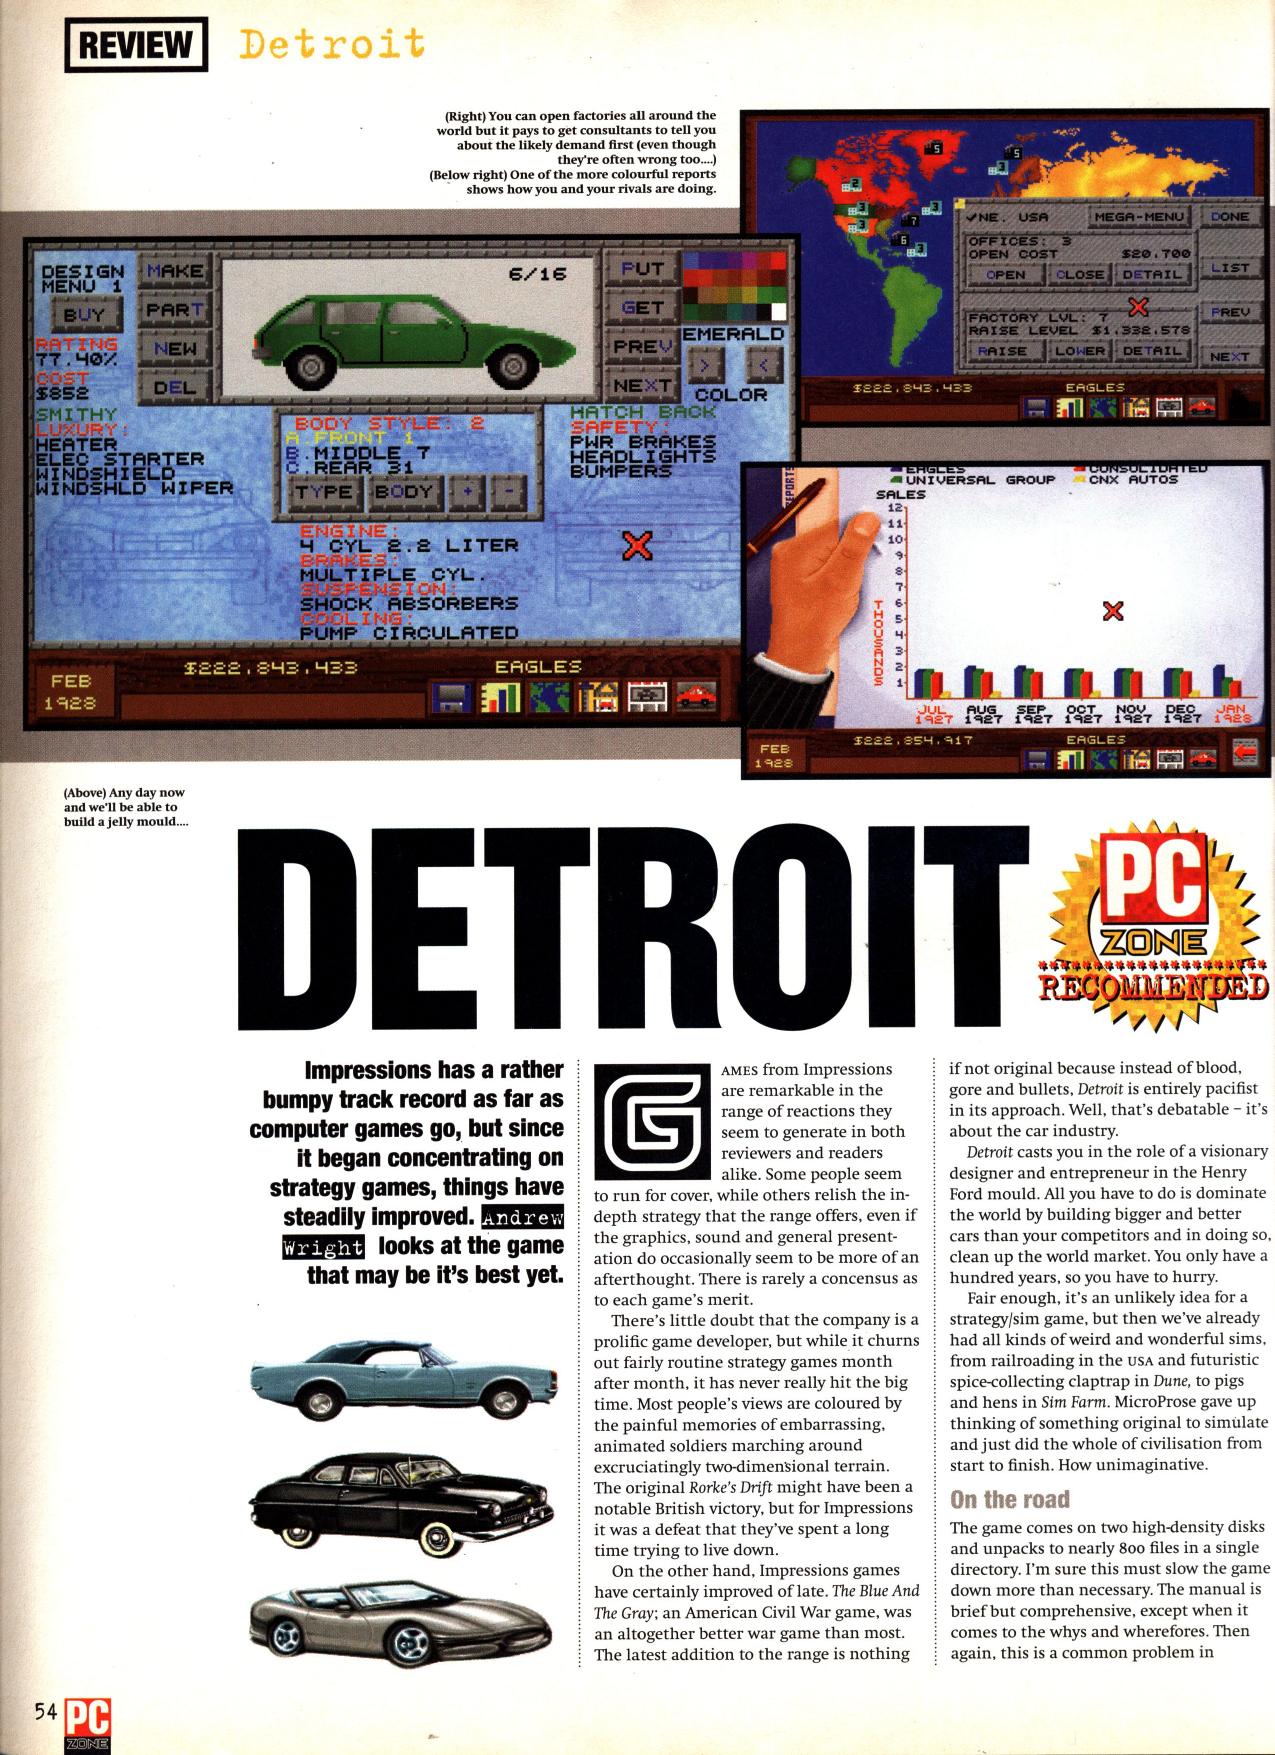 REVIEW Detroit
(Right) You can open factories all around the
world but it pays to get consultants to tell you
about the likely demand first (even though
they're often wrong too....)
(Below right) One of the more colourful reports
shows how you and your rivals are doing.
DESIGN
MENU 1
BUY
RATING
77.40%
COST
$852
MAKE
PART
NEW
DEL
6/16
PUT
GET
PREV
NEXT
EMERALD
> <
COLOR
SMITHY
LUXURY:
HEATER
ELEC STARTER
WINDSHIELD
WINDSHLD WIPER
BODY STYLE: 2
A.FRONT 1
B.MIDDLE 7
C.REAR 31
TYPE BODY + -
HATCH BACK
SAFETY:
PWR BRAKES
HEADLIGHTS
BUMPERS
ENGINE:
4 CYL 2.2 LITER
BRAKES:
MULTIPLE CYL.
SUSPENSION:
SHOCK ABSORBERS
COOLING:
PUMP CIRCULATED
FEB
1928
$222,843,433
EAGLES
5
5
3
2
3
3
3
7
6
3
✓NE. USA MEGA-MENU DONE
OFFICES: 3
OPEN COST $20,700
OPEN CLOSE DETAIL
LIST
FACTORY LVL: 7
RAISE LEVEL $1,332,578
RAISE LOWER DETAIL
PREV
NEXT
$222,843,433 EAGLES
REPORTS
EAGLES CONSOLIDATED
UNIVERSAL GROUP CNX AUTOS
SALES
12
11
10
9
8
7
6
5
4
3
2
1
THOUSANDS
JUL AUG SEP OCT NOV DEC JAN
1927 1927 1927 1927 1927 1927 1928
FEB
1928
$222,854,917 EAGLES
(Above) Any day now
and we'll be able to
build a jelly mould....
DETROIT
PC
ZONE
RECOMMENDED
Impressions has a rather
bumpy track record as far as
computer games go, but since
it began concentrating on
strategy games, things have
steadily improved. Andrew
Wright looks at the game
that may be it's best yet.
GAMES from Impressions
are remarkable in the
range of reactions they
seem to generate in both
reviewers and readers
alike. Some people seem
to run for cover, while others relish the in-
depth strategy that the range offers, even if
the graphics, sound and general present-
ation do occasionally seem to be more of an
afterthought. There is rarely a concensus as
to each game's merit.
There's little doubt that the company is a
prolific game developer, but while it churns
out fairly routine strategy games month
after month, it has never really hit the big
time. Most people's views are coloured by
the painful memories of embarrassing,
animated soldiers marching around
excruciatingly two-dimensional terrain.
The original Rorke's Drift might have been a
notable British victory, but for Impressions
it was a defeat that they've spent a long
time trying to live down.
On the other hand, Impressions games
have certainly improved of late. The Blue And
The Gray; an American Civil War game, was
an altogether better war game than most.
The latest addition to the range is nothing
if not original because instead of blood,
gore and bullets, Detroit is entirely pacifist
in its approach. Well, that's debatable – it's
about the car industry.
Detroit casts you in the role of a visionary
designer and entrepreneur in the Henry
Ford mould. All you have to do is dominate
the world by building bigger and better
cars than your competitors and in doing so,
clean up the world market. You only have a
hundred years, so you have to hurry.
Fair enough, it's an unlikely idea for a
strategy/sim game, but then we've already
had all kinds of weird and wonderful sims,
from railroading in the USA and futuristic
spice-collecting claptrap in Dune, to pigs
and hens in Sim Farm. MicroProse gave up
thinking of something original to simulate
and just did the whole of civilisation from
start to finish. How unimaginative.
On the road
The game comes on two high-density disks
and unpacks to nearly 800 files in a single
directory. I'm sure this must slow the game
down more than necessary. The manual is
brief but comprehensive, except when it
comes to the whys and wherefores. Then
again, this is a common problem in
54 PC
ZONE